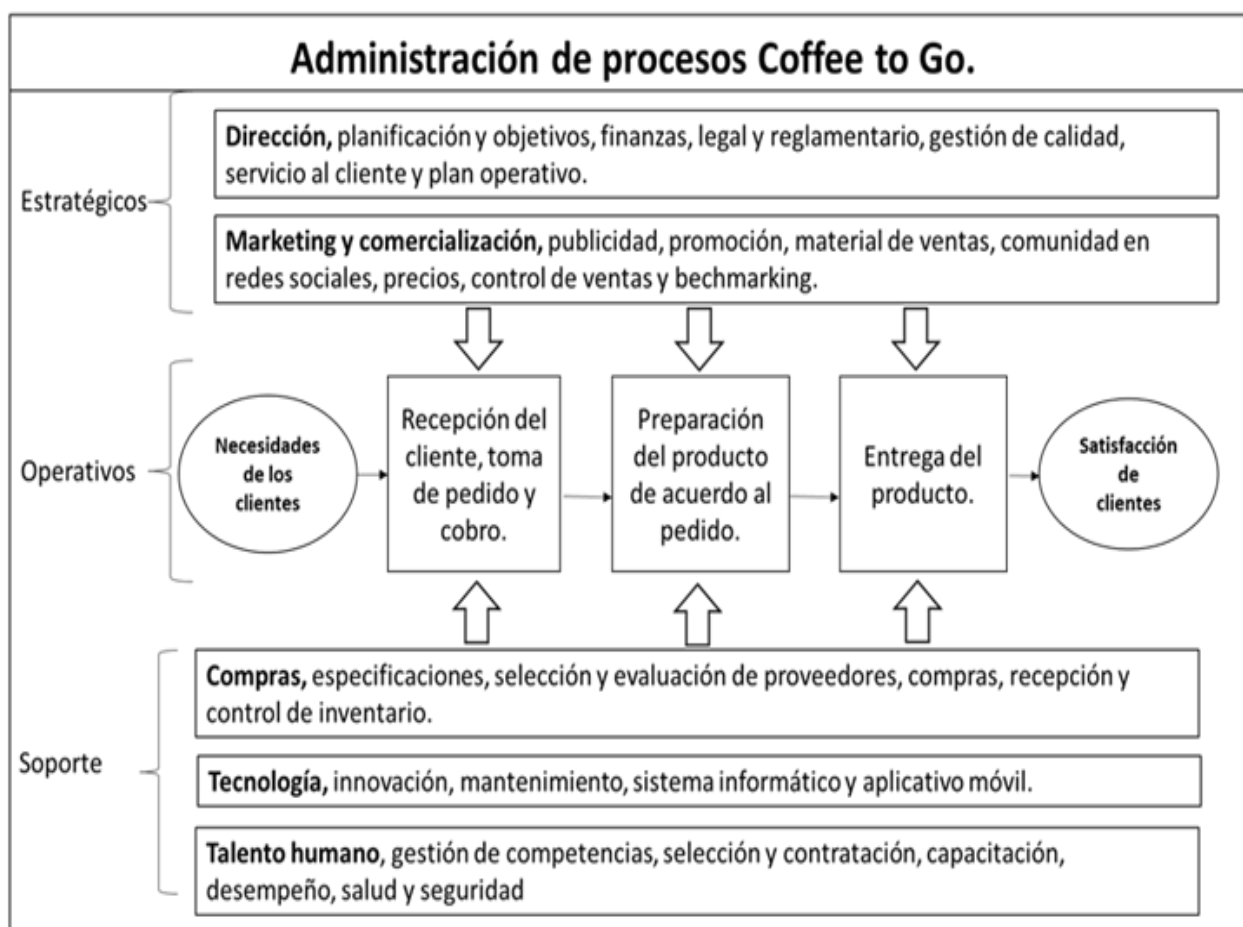 Administración de procesos Coffee to Go.
Estratégicos
Dirección, planificación y objetivos, finanzas, legal y reglamentario, gestión de calidad,
servicio al cliente y plan operativo.
Marketing y comercialización, publicidad, promoción, material de ventas, comunidad en
redes sociales, precios, control de ventas y bechmarking.
Operativos
Necesidades
de los
clientes
Recepción del
cliente, toma
de pedido y
cobro.
Preparación
del producto
de acuerdo al
pedido.
Entrega del
producto.
Satisfacción
de
clientes
Soporte
Compras, especificaciones, selección y evaluación de proveedores, compras, recepción y
control de inventario.
Tecnología, innovación, mantenimiento, sistema informático y aplicativo móvil.
Talento humano, gestión de competencias, selección y contratación, capacitación,
desempeño, salud y seguridad